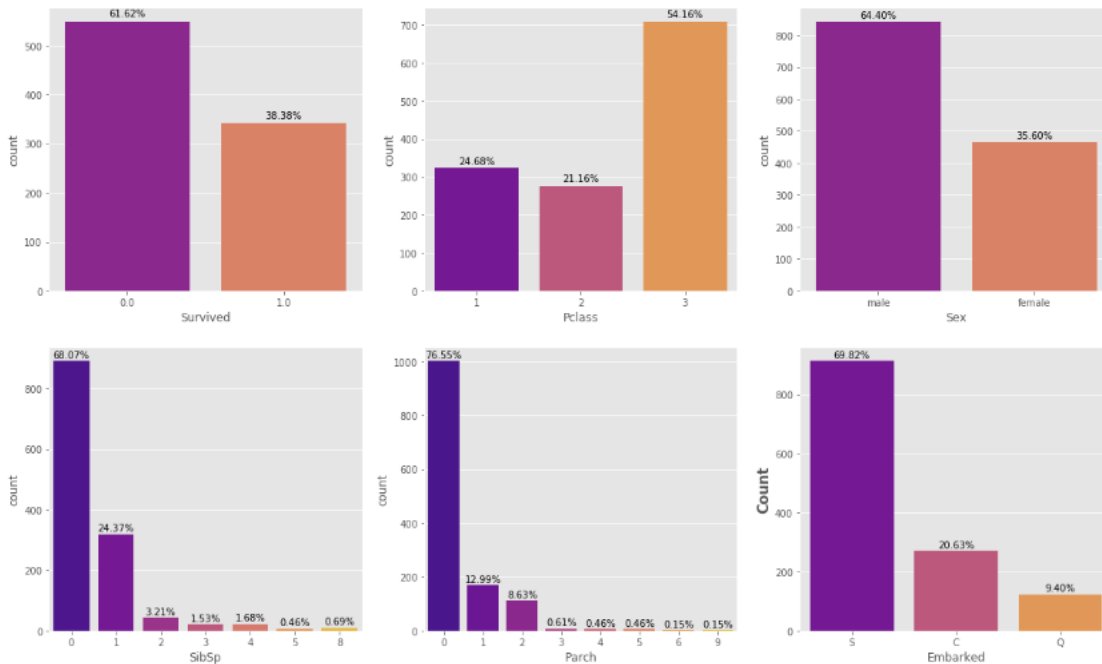 61.62%
38.38%
500
400
300
200
100
0
count
0.0 1.0
Survived
54.16%
24.68%
21.16%
700
600
500
400
300
200
100
0
count
1 2 3
Pclass
64.40%
35.60%
800
700
600
500
400
300
200
100
0
count
male female
Sex
68.07%
24.37%
3.21% 1.53% 1.68% 0.46% 0.69%
800
600
400
200
0
count
0 1 2 3 4 5 8
SibSp
76.55%
12.99%
8.63%
0.61% 0.46% 0.46% 0.15% 0.15%
1000
800
600
400
200
0
count
0 1 2 3 4 5 6 9
Parch
69.82%
20.63%
9.40%
800
600
400
200
0
Count
S C Q
Embarked